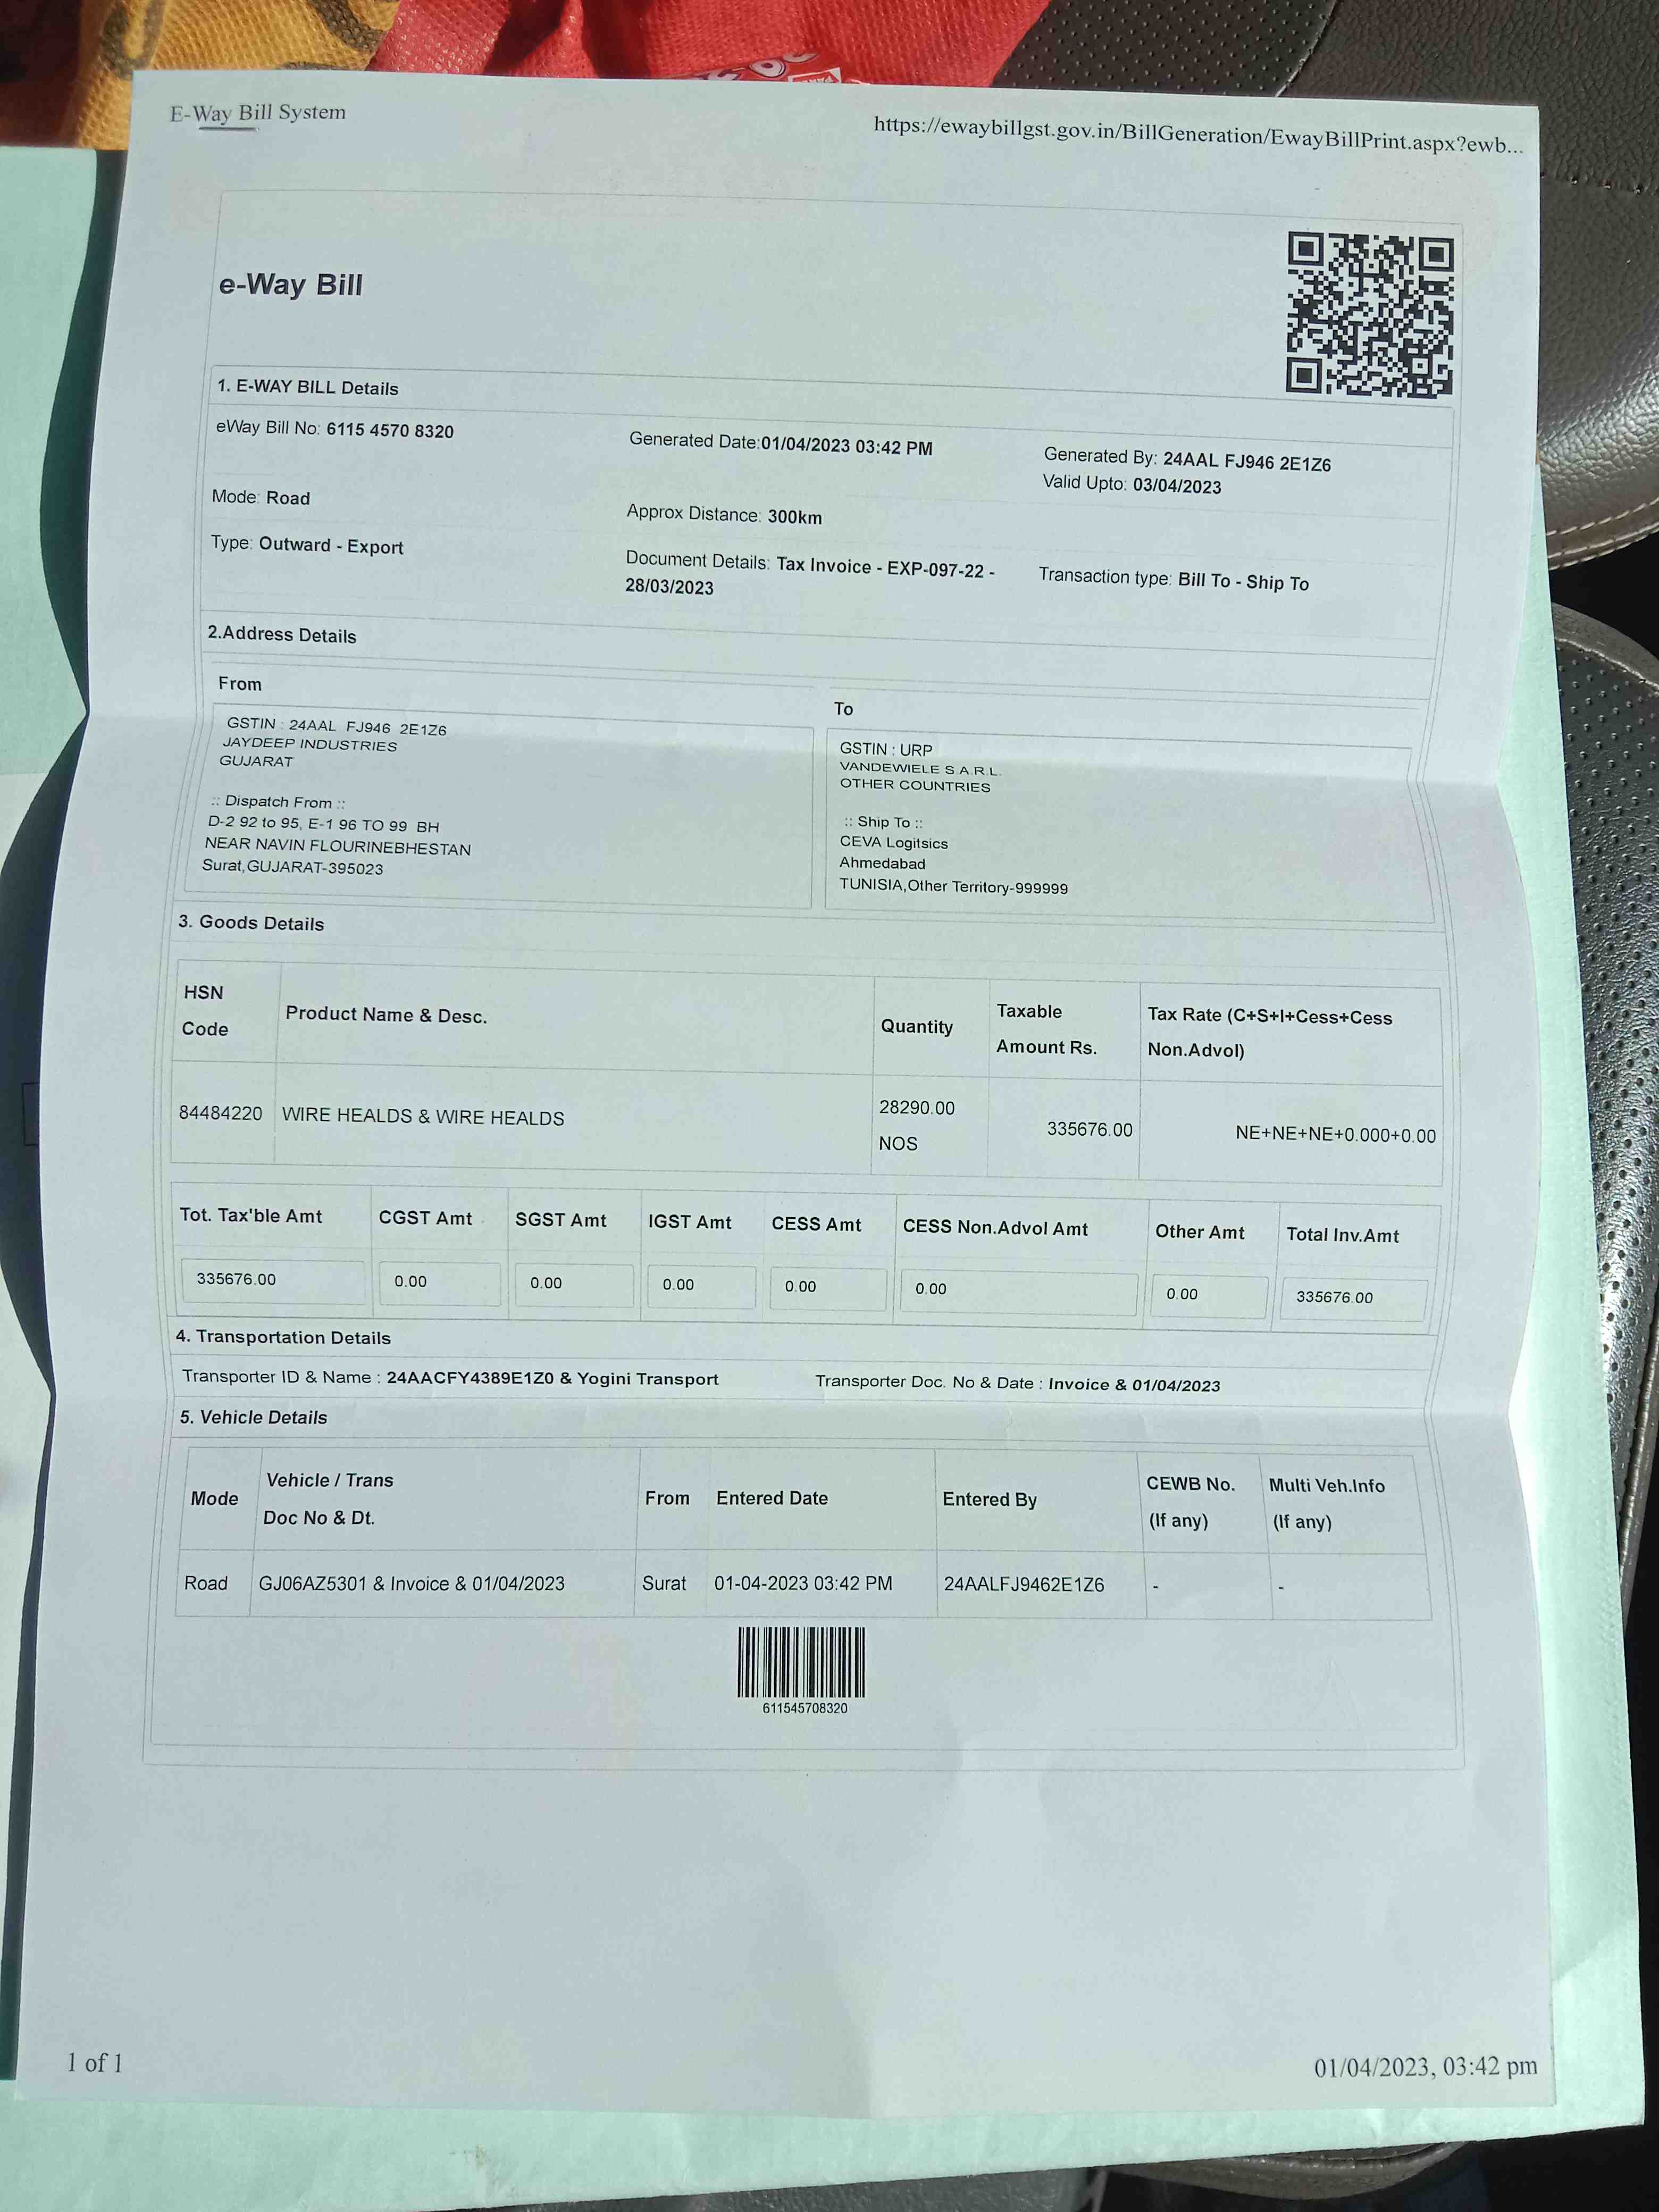 E-Way Bill System
https://ewaybillgst.gov.in/BillGeneration/EwayBillPrint.aspx?ewb...
e-Way Bill
1. E-WAY BILL Details
eWay Bill No: 6115 4570 8320
Generated Date:01/04/2023 03:42 PM
Generated By: 24AAL FJ946 2E1Z6
Valid Upto: 03/04/2023
Mode: Road
Approx Distance: 300km
Type: Outward - Export
Document Details: Tax Invoice - EXP-097-22 -
28/03/2023
Transaction type: Bill To - Ship To
2.Address Details
From
GSTIN : 24AAL FJ946 2E1Z6
JAYDEEP INDUSTRIES
GUJARAT
:: Dispatch From ::
D-2 92 to 95, E-1 96 TO 99 BH
NEAR NAVIN FLOURINEBHESTAN
Surat,GUJARAT-395023
To
GSTIN : URP
VANDEWIELE S.A.R.L.
OTHER COUNTRIES
:: Ship To ::
CEVA Logitsics
Ahmedabad
TUNISIA,Other Territory-999999
3. Goods Details
HSN
Code
Product Name & Desc.
Quantity
Taxable
Amount Rs.
Tax Rate (C+S+I+Cess+Cess
Non.Advol)
84484220
WIRE HEALDS & WIRE HEALDS
28290.00
NOS
335676.00
NE+NE+NE+0.000+0.00
Tot. Tax'ble Amt
CGST Amt
SGST Amt
IGST Amt
CESS Amt
CESS Non.Advol Amt
Other Amt
Total Inv.Amt
335676.00
0.00
0.00
0.00
0.00
0.00
0.00
335676.00
4. Transportation Details
Transporter ID & Name : 24AACFY4389E1Z0 & Yogini Transport
Transporter Doc. No & Date : Invoice & 01/04/2023
5. Vehicle Details
Mode
Vehicle / Trans
Doc No & Dt.
From
Entered Date
Entered By
CEWB No.
(If any)
Multi Veh.Info
(If any)
Road
GJ06AZ5301 & Invoice & 01/04/2023
Surat
01-04-2023 03:42 PM
24AALFJ9462E1Z6
-
-
611545708320
1 of 1
01/04/2023, 03:42 pm